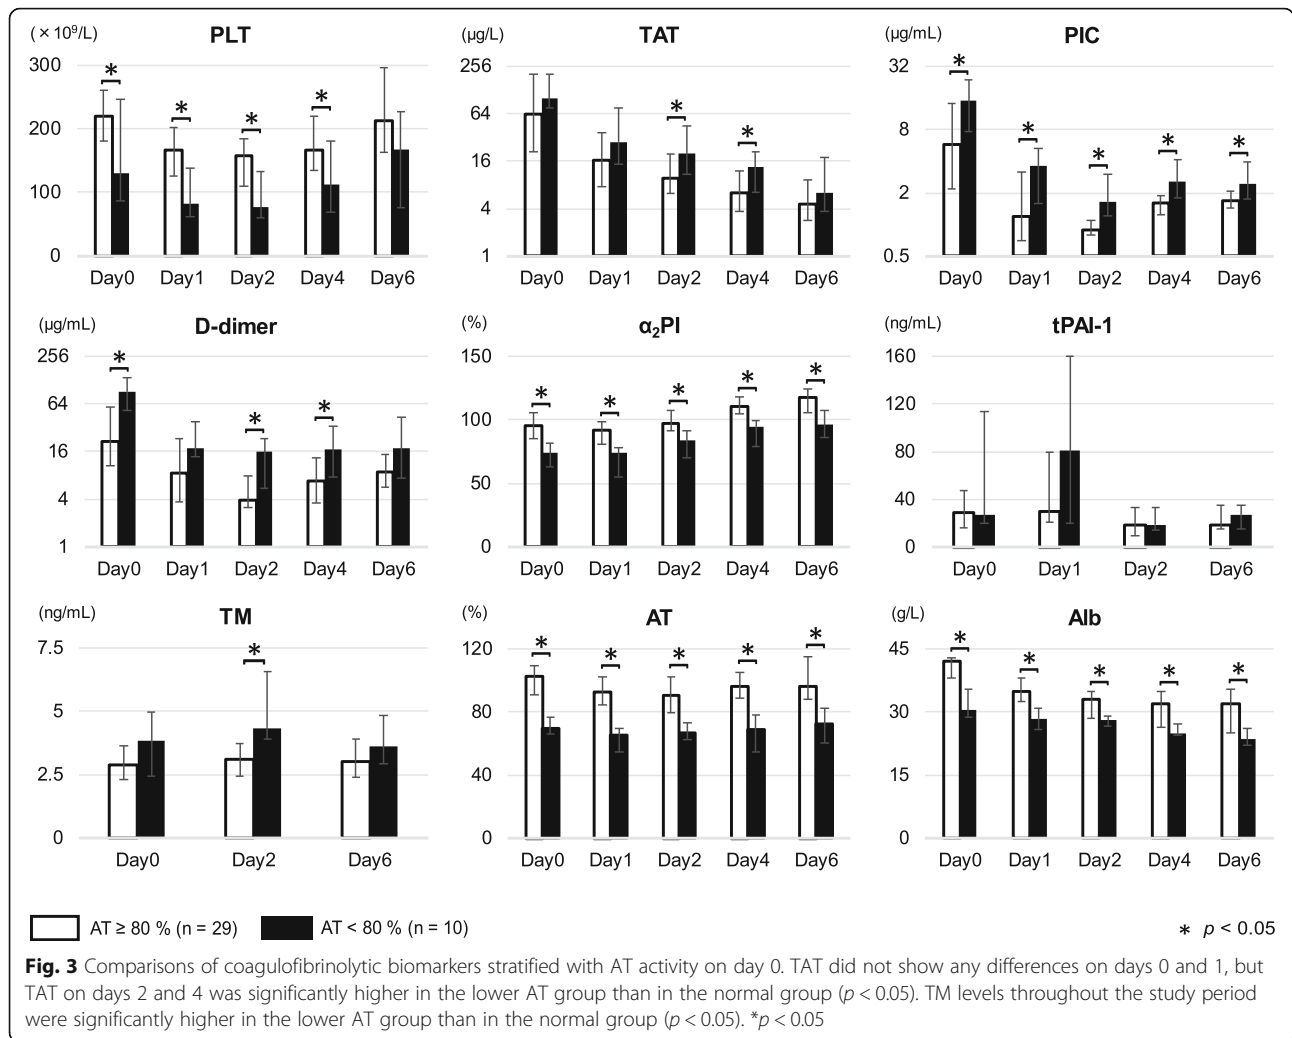 PLT
(×10⁹/L)
300
200
100
0
Day0 Day1 Day2 Day4 Day6
* * * *
TAT
(µg/L)
256
64
16
4
1
Day0 Day1 Day2 Day4 Day6
* *
PIC
(µg/mL)
32
8
2
0.5
Day0 Day1 Day2 Day4 Day6
* * * * *
D-dimer
(µg/mL)
256
64
16
4
1
Day0 Day1 Day2 Day4 Day6
* * *
α₂PI
(%)
150
100
50
0
Day0 Day1 Day2 Day4 Day6
* * * * *
tPAI-1
(ng/mL)
160
120
80
40
0
Day0 Day1 Day2 Day6
TM
(ng/mL)
7.5
5
2.5
0
Day0 Day2 Day6
*
AT
(%)
120
80
40
0
Day0 Day1 Day2 Day4 Day6
* * * * *
Alb
(g/L)
45
30
15
0
Day0 Day1 Day2 Day4 Day6
* * * * *
AT ≥ 80 % (n = 29) AT < 80 % (n = 10) * p < 0.05
Fig. 3 Comparisons of coagulofibrinolytic biomarkers stratified with AT activity on day 0. TAT did not show any differences on days 0 and 1, but
TAT on days 2 and 4 was significantly higher in the lower AT group than in the normal group (p < 0.05). TM levels throughout the study period
were significantly higher in the lower AT group than in the normal group (p < 0.05). *p < 0.05